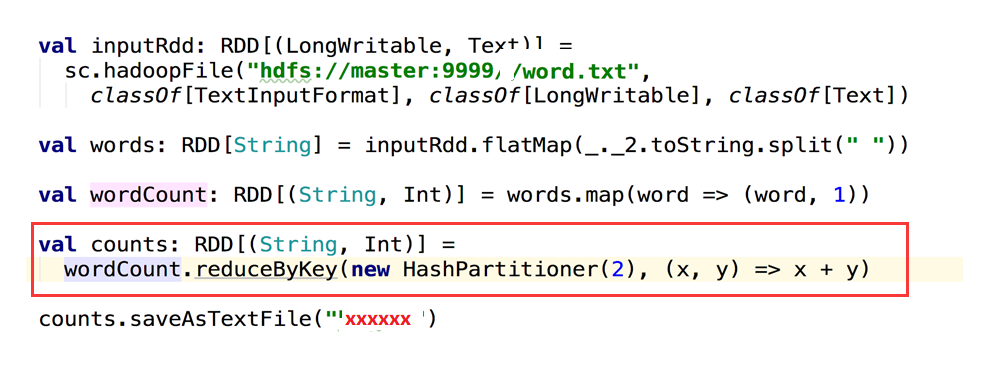 val inputRdd: RDD[(LongWritable, Text)] =
sc.hadoopFile("hdfs://master:9999/ /word.txt",
classOf[TextInputFormat], classOf[LongWritable], classOf[Text])
val words: RDD[String] = inputRdd.flatMap(_._2.toString.split(" "))
val wordCount: RDD[(String, Int)] = words.map(word => (word, 1))
val counts: RDD[(String, Int)] =
wordCount.reduceByKey(new HashPartitioner(2), (x, y) => x + y)
counts.saveAsTextFile("xxxxxx")